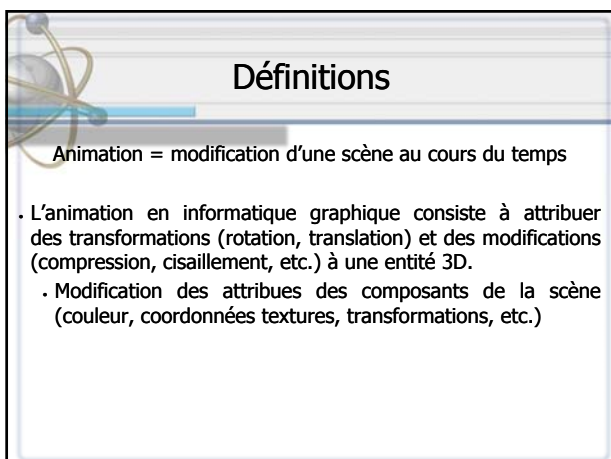 Définitions
Animation = modification d'une scène au cours du temps
• L'animation en informatique graphique consiste à attribuer
des transformations (rotation, translation) et des modifications
(compression, cisaillement, etc.) à une entité 3D.
• Modification des attribues des composants de la scène
(couleur, coordonnées textures, transformations, etc.)